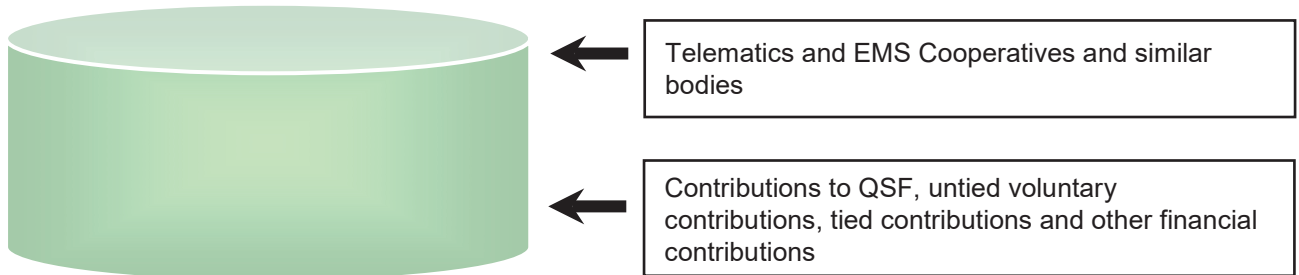 Telematics and EMS Cooperatives and similar
bodies
Contributions to QSF, untied voluntary
contributions, tied contributions and other financial
contributions